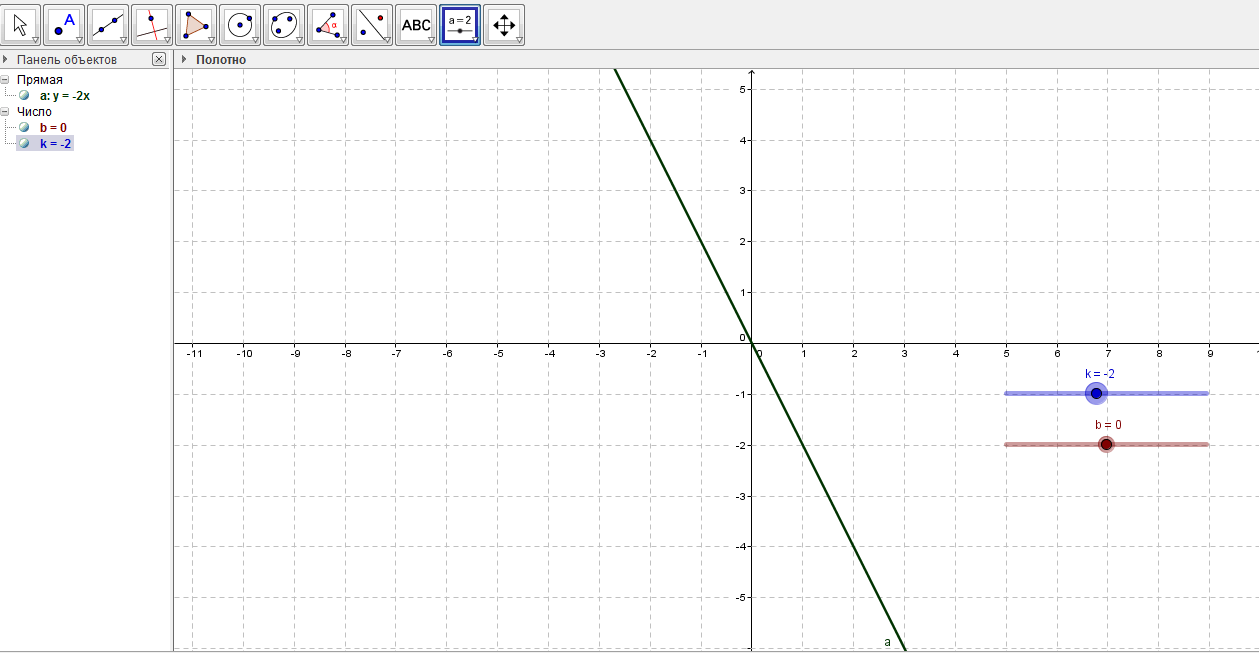 A
α
ABC
a = 2
Панель объектов
Полотно
Прямая
a: y = -2x
Число
b = 0
k = -2
5
4
3
2
1
0
-11 -10 -9 -8 -7 -6 -5 -4 -3 -2 -1 0 1 2 3 4 5 6 7 8 9
k = -2
-1
b = 0
-2
-3
-4
-5
a